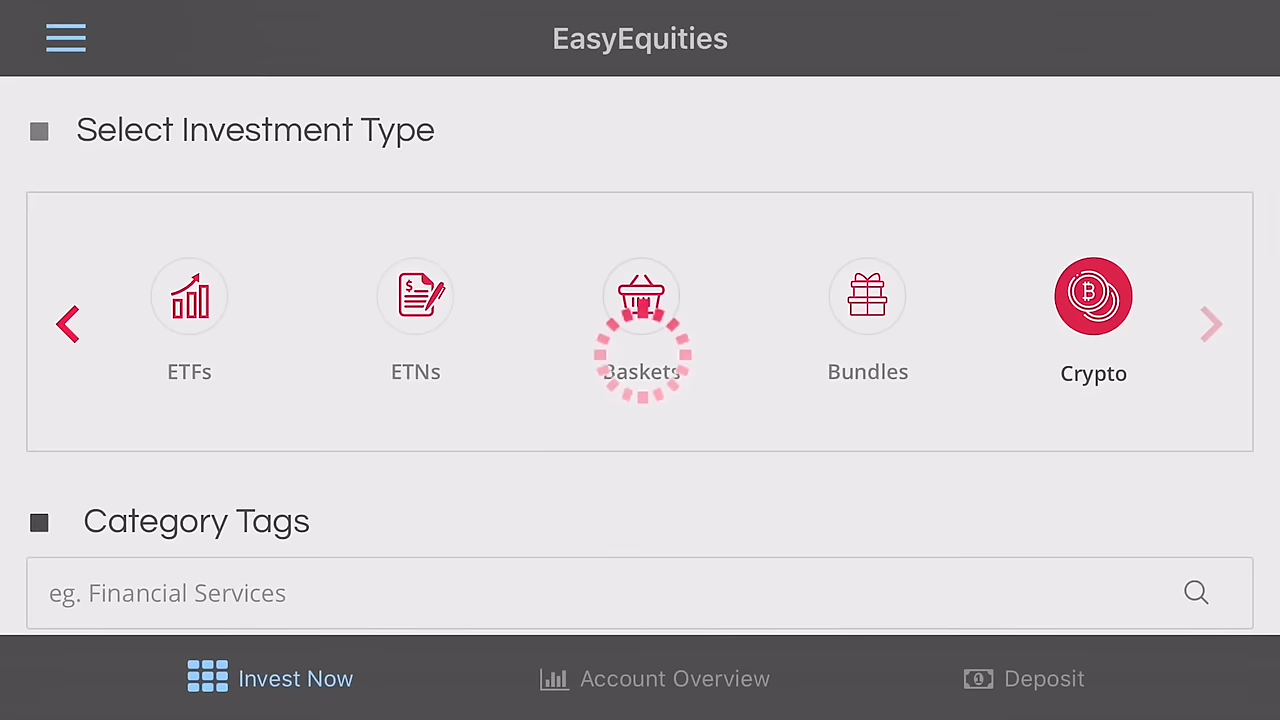 EasyEquities
Select Investment Type
ETFs
ETNs
Baskets
Bundles
Crypto
Category Tags
eg. Financial Services
Invest Now
Account Overview
Deposit